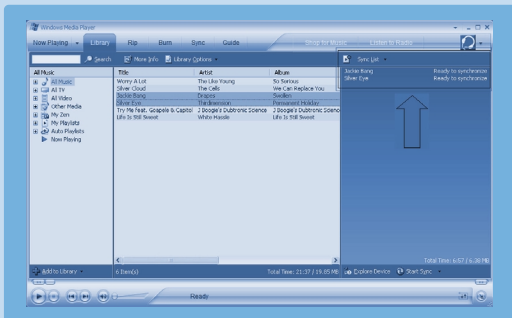 Windows Media Player
Now Playing Library Rip Burn Sync Guide Shop for Music Listen to Radio
Search More Info Library Options Sync List
All Music Title Artist Album
Jackie Bang Ready to synchronize
Silver Eye Ready to synchronize
All Music Worry A Lot The Like Young So Serious
All TV Silver Cloud The Cells We Can Replace You
All Video Jackie Bang Drapes Swollen
Other Media Silver Eye Thirdimension Permanent Holiday
My Zen Try Me feat. Goapele & Capitol J Boogie's Dubtronic Science J Boogie's Dubtronic Scien
My Playlists Life Is Still Sweet White Hassle Life Is Still Sweet
Auto Playlists
Now Playing
Total Time: 6:57 / 6.38 MB
Add to Library 6 Item(s) Total Time: 21:37 / 19.85 MB Explore Device Start Sync
Ready